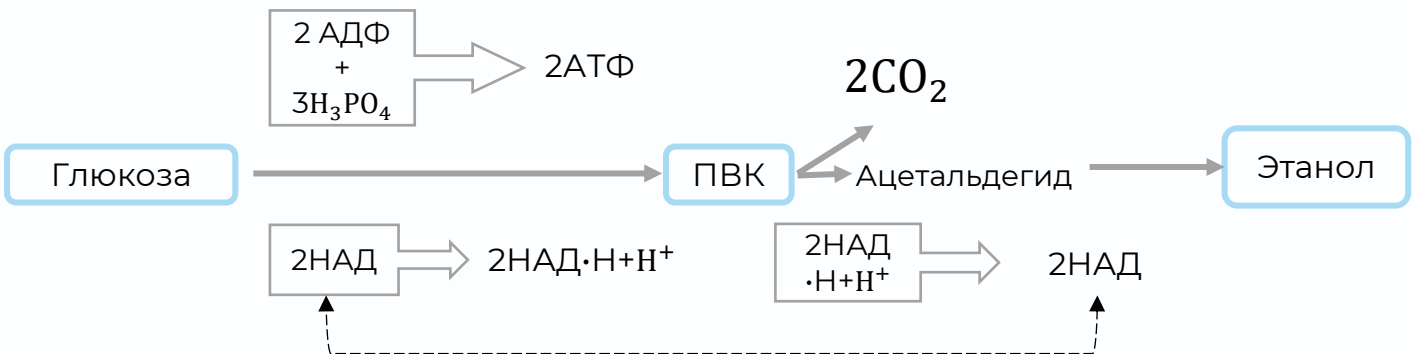 2 АДФ
+
3H₃PO₄
2АТФ
2CO₂
Глюкоза
ПВК
Ацетальдегид
Этанол
2НАД
2НАД·Н+H⁺
2НАД
·Н+H⁺
2НАД